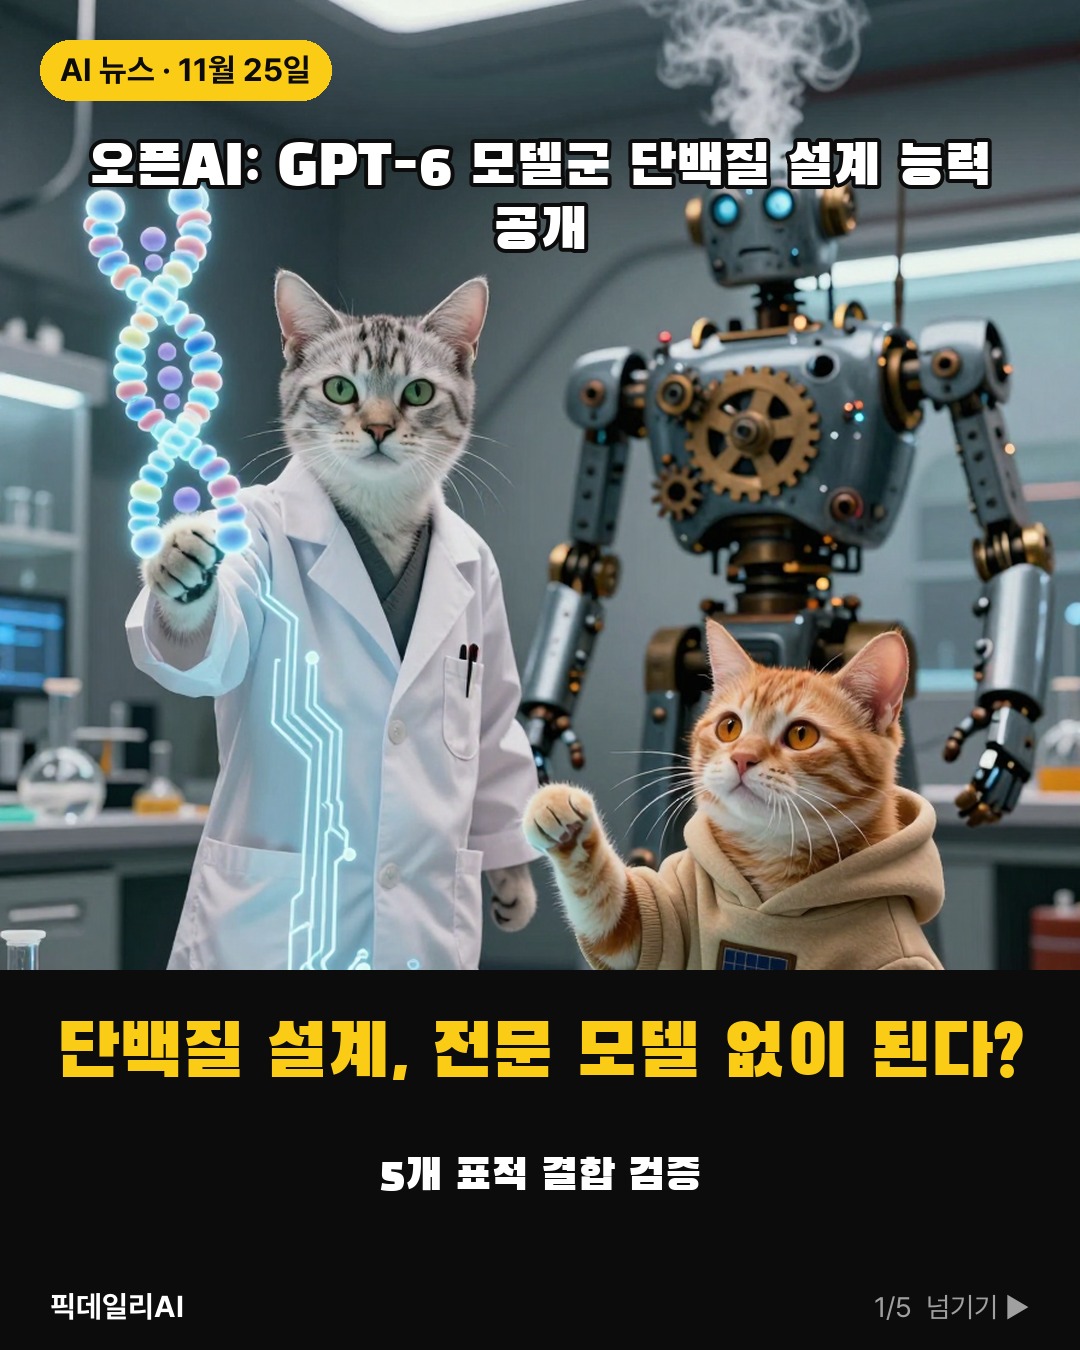 AI 뉴스 · 11월 25일
오픈AI: GPT-6 모델군 단백질 설계 능력
공개
단백질 설계, 전문 모델 없이 된다?
5개 표적 결합 검증
픽데일리AI
1/5 넘기기 ▶